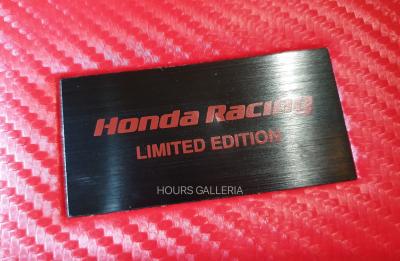 Honda Racing
LIMITED EDITION
HOURS GALLERIA